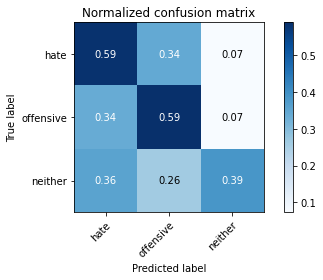 Normalized confusion matrix
True label
hate 0.59 0.34 0.07
offensive 0.34 0.59 0.07
neither 0.36 0.26 0.39
hate offensive neither
Predicted label
0.5
0.4
0.3
0.2
0.1